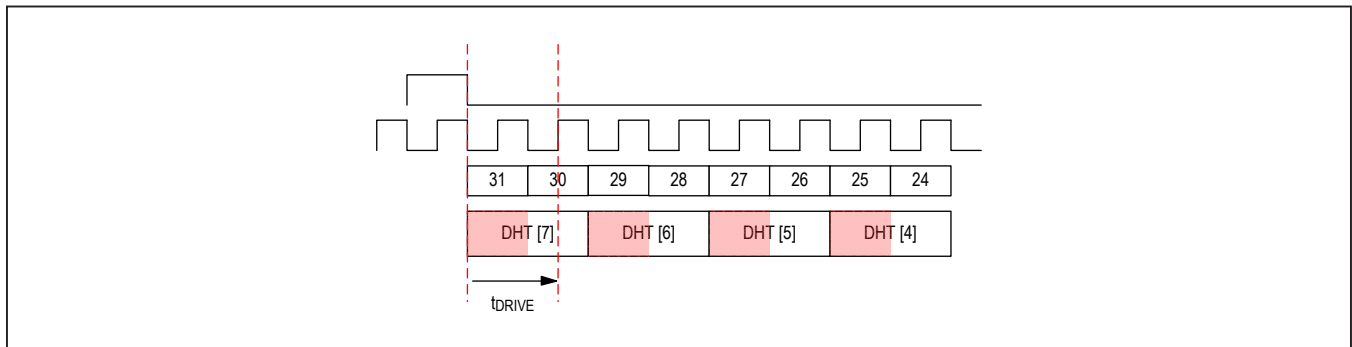 31 30 29 28 27 26 25 24
DHT [7] DHT [6] DHT [5] DHT [4]
tDRIVE